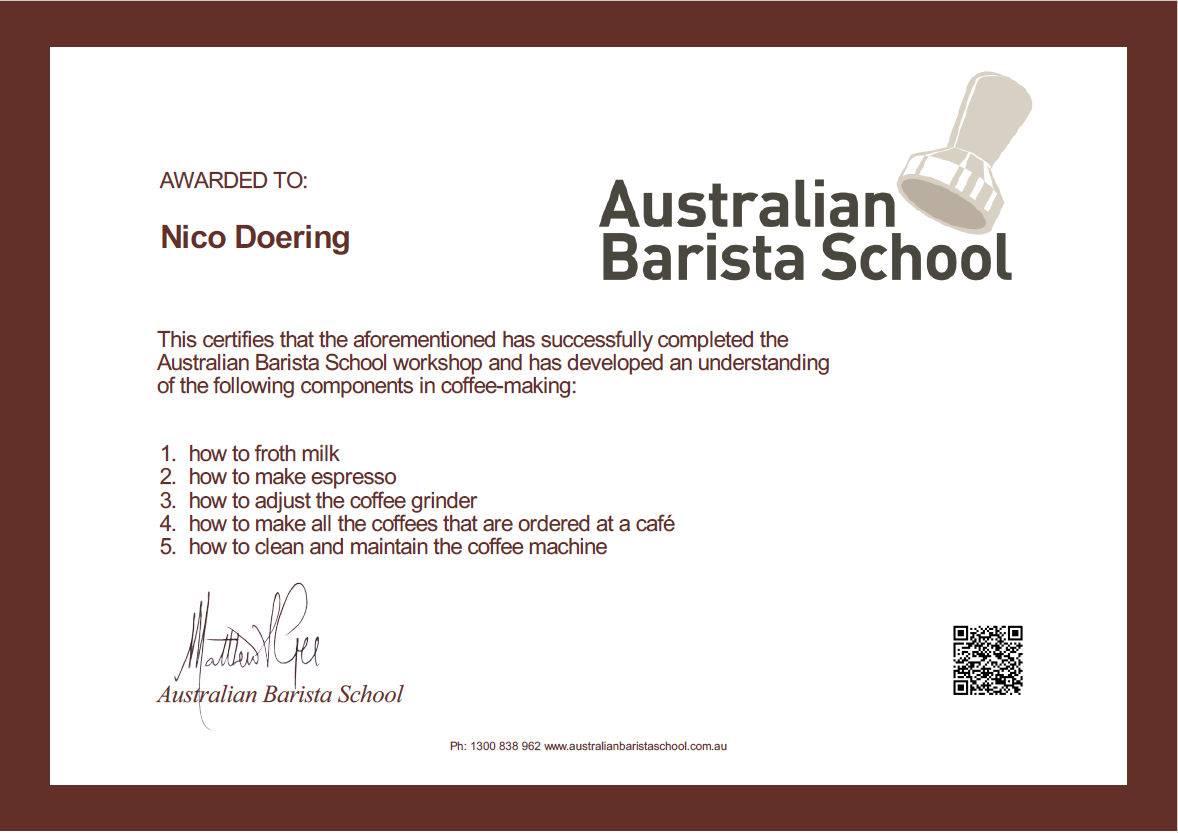 AWARDED TO:
Nico Doering
Australian
Barista School
This certifies that the aforementioned has successfully completed the
Australian Barista School workshop and has developed an understanding
of the following components in coffee-making:
1. how to froth milk
2. how to make espresso
3. how to adjust the coffee grinder
4. how to make all the coffees that are ordered at a café
5. how to clean and maintain the coffee machine
Matthew Gee
Australian Barista School
Ph: 1300 838 962 www.australianbaristaschool.com.au